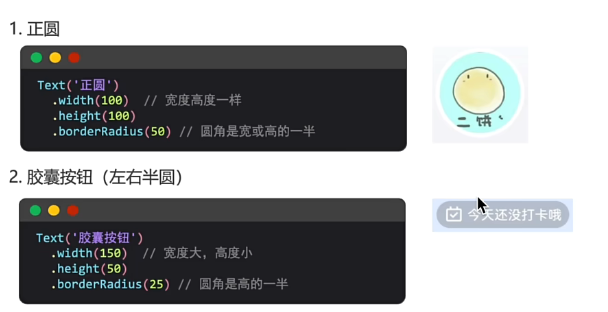 1. 正圆
Text('正圆')
.width(100) // 宽度高度一样
.height(100)
.borderRadius(50) // 圆角是宽或高的一半
二饼
2. 胶囊按钮（左右半圆）
今天还没打卡哦
Text('胶囊按钮')
.width(150) // 宽度大，高度小
.height(50)
.borderRadius(25) // 圆角是高的一半